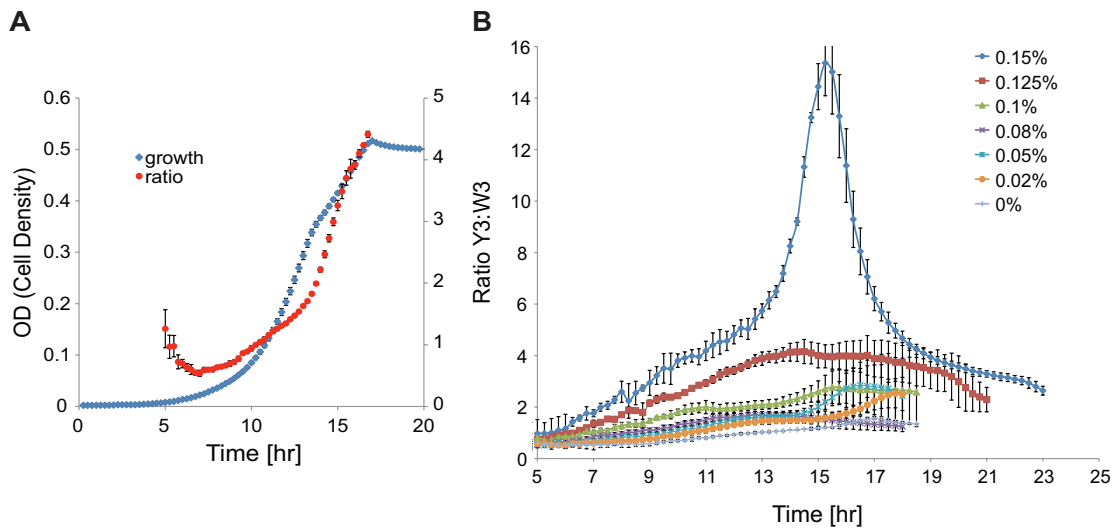 A
0.6
0.5
0.4
0.3
0.2
0.1
0
5
4
3
2
1
0
growth
ratio
OD (Cell Density)
0 5 10 15 20
Time [hr]
B
16
14
12
10
8
6
4
2
0
Ratio Y3:W3
0.15%
0.125%
0.1%
0.08%
0.05%
0.02%
0%
5 7 9 11 13 15 17 19 21 23 25
Time [hr]